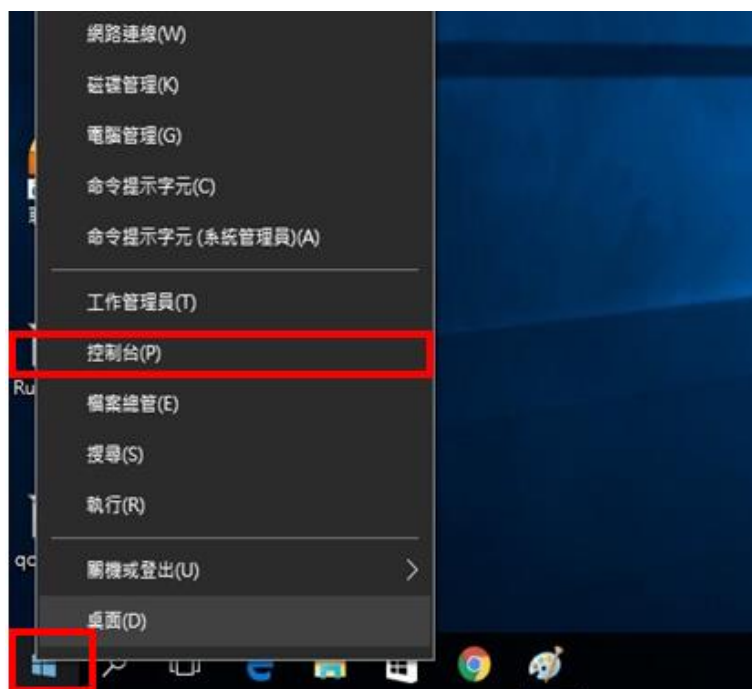 網路連線(W)
磁碟管理(K)
電腦管理(G)
命令提示字元(C)
命令提示字元 (系統管理員)(A)
工作管理員(T)
控制台(P)
Ru
檔案總管(E)
搜尋(S)
執行(R)
qc
關機或登出(U)
桌面(D)